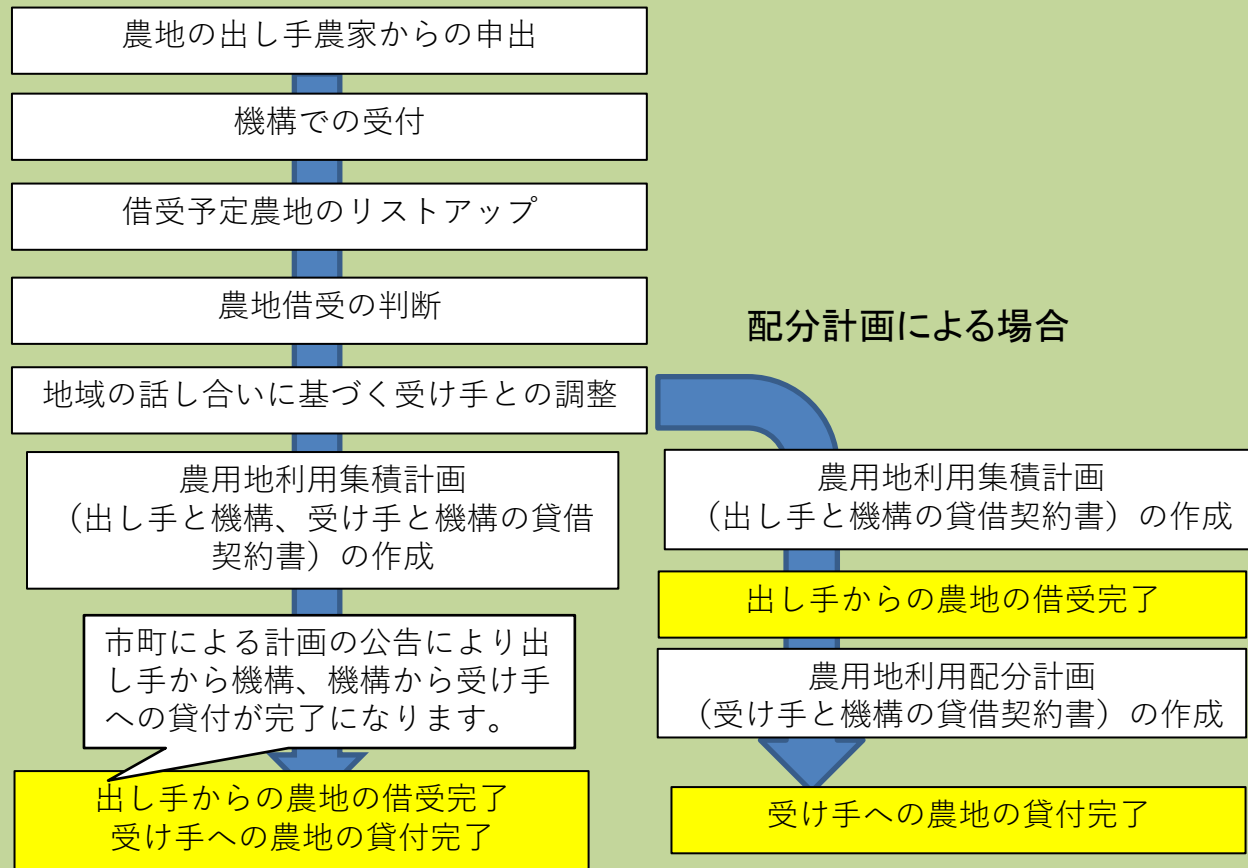 農地の出し手農家からの申出
機構での受付
借受予定農地のリストアップ
農地借受の判断
地域の話し合いに基づく受け手との調整
農用地利用集積計画
（出し手と機構、受け手と機構の貸借
契約書）の作成
市町による計画の公告により出
し手から機構、機構から受け手
への貸付が完了になります。
出し手からの農地の借受完了
受け手への農地の貸付完了
配分計画による場合
農用地利用集積計画
（出し手と機構の貸借契約書）の作成
出し手からの農地の借受完了
農用地利用配分計画
（受け手と機構の貸借契約書）の作成
受け手への農地の貸付完了